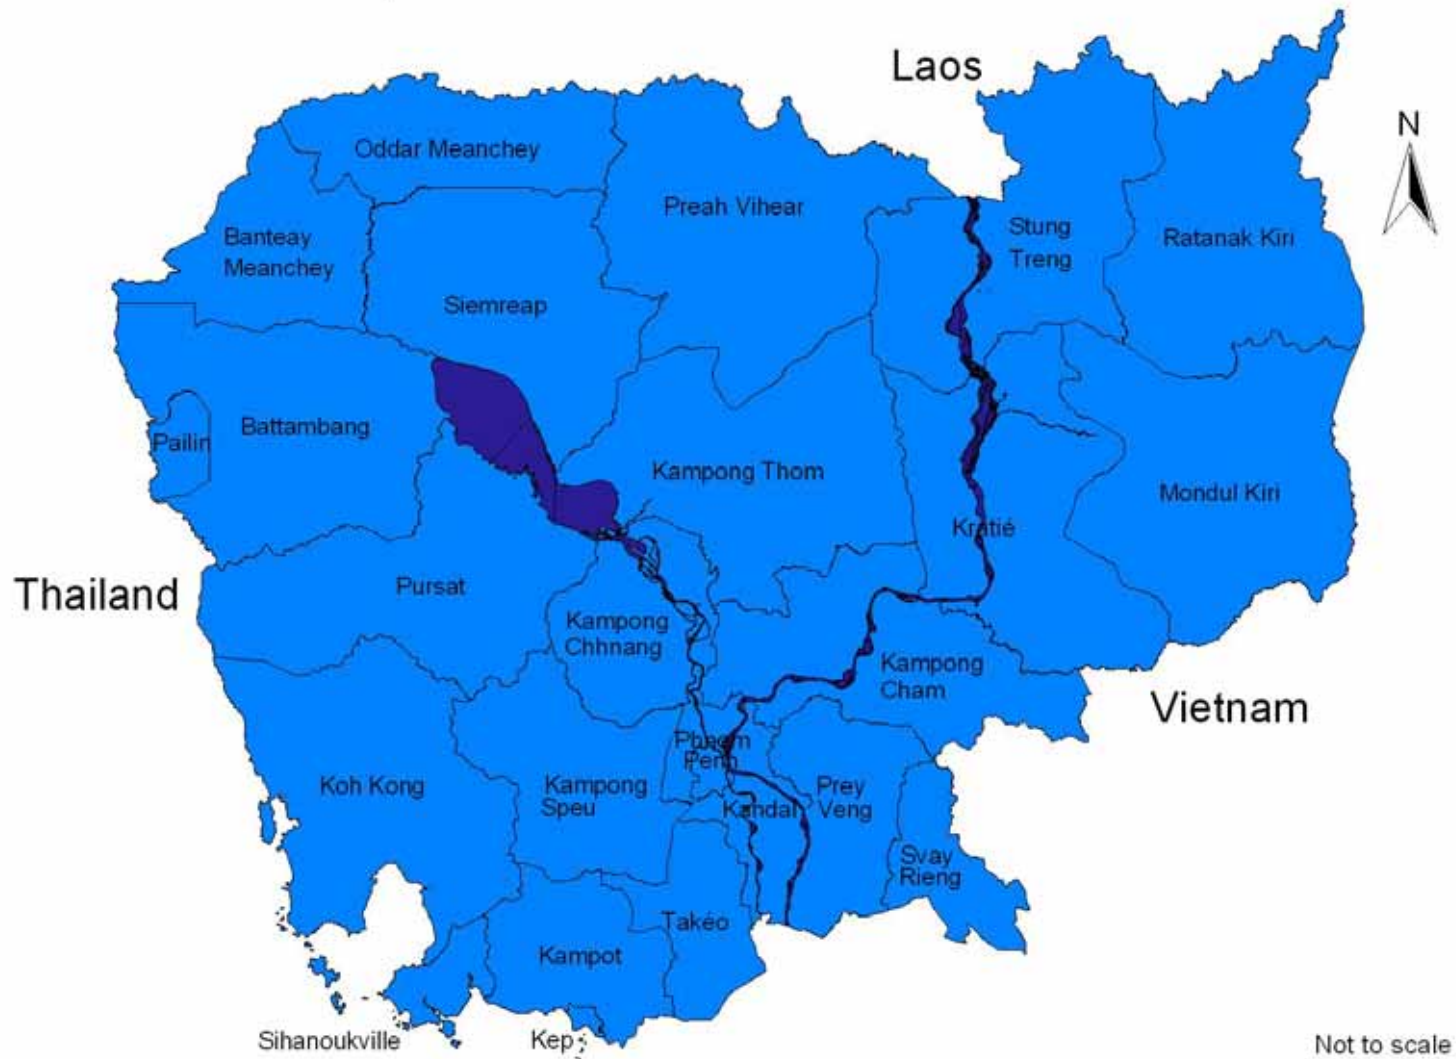 Laos
N
Oddar Meanchey
Preah Vihear
Stung
Treng
Ratanak Kiri
Banteay
Meanchey
Siemreap
Pailin
Battambang
Kampong Thom
Mondul Kiri
Kratié
Thailand
Pursat
Kampong
Chhnang
Kampong
Cham
Vietnam
Phnom
Penh
Koh Kong
Kampong
Speu
Kandal
Prey
Veng
Svay
Rieng
Takéo
Kampot
Sihanoukville
Kep
Not to scale